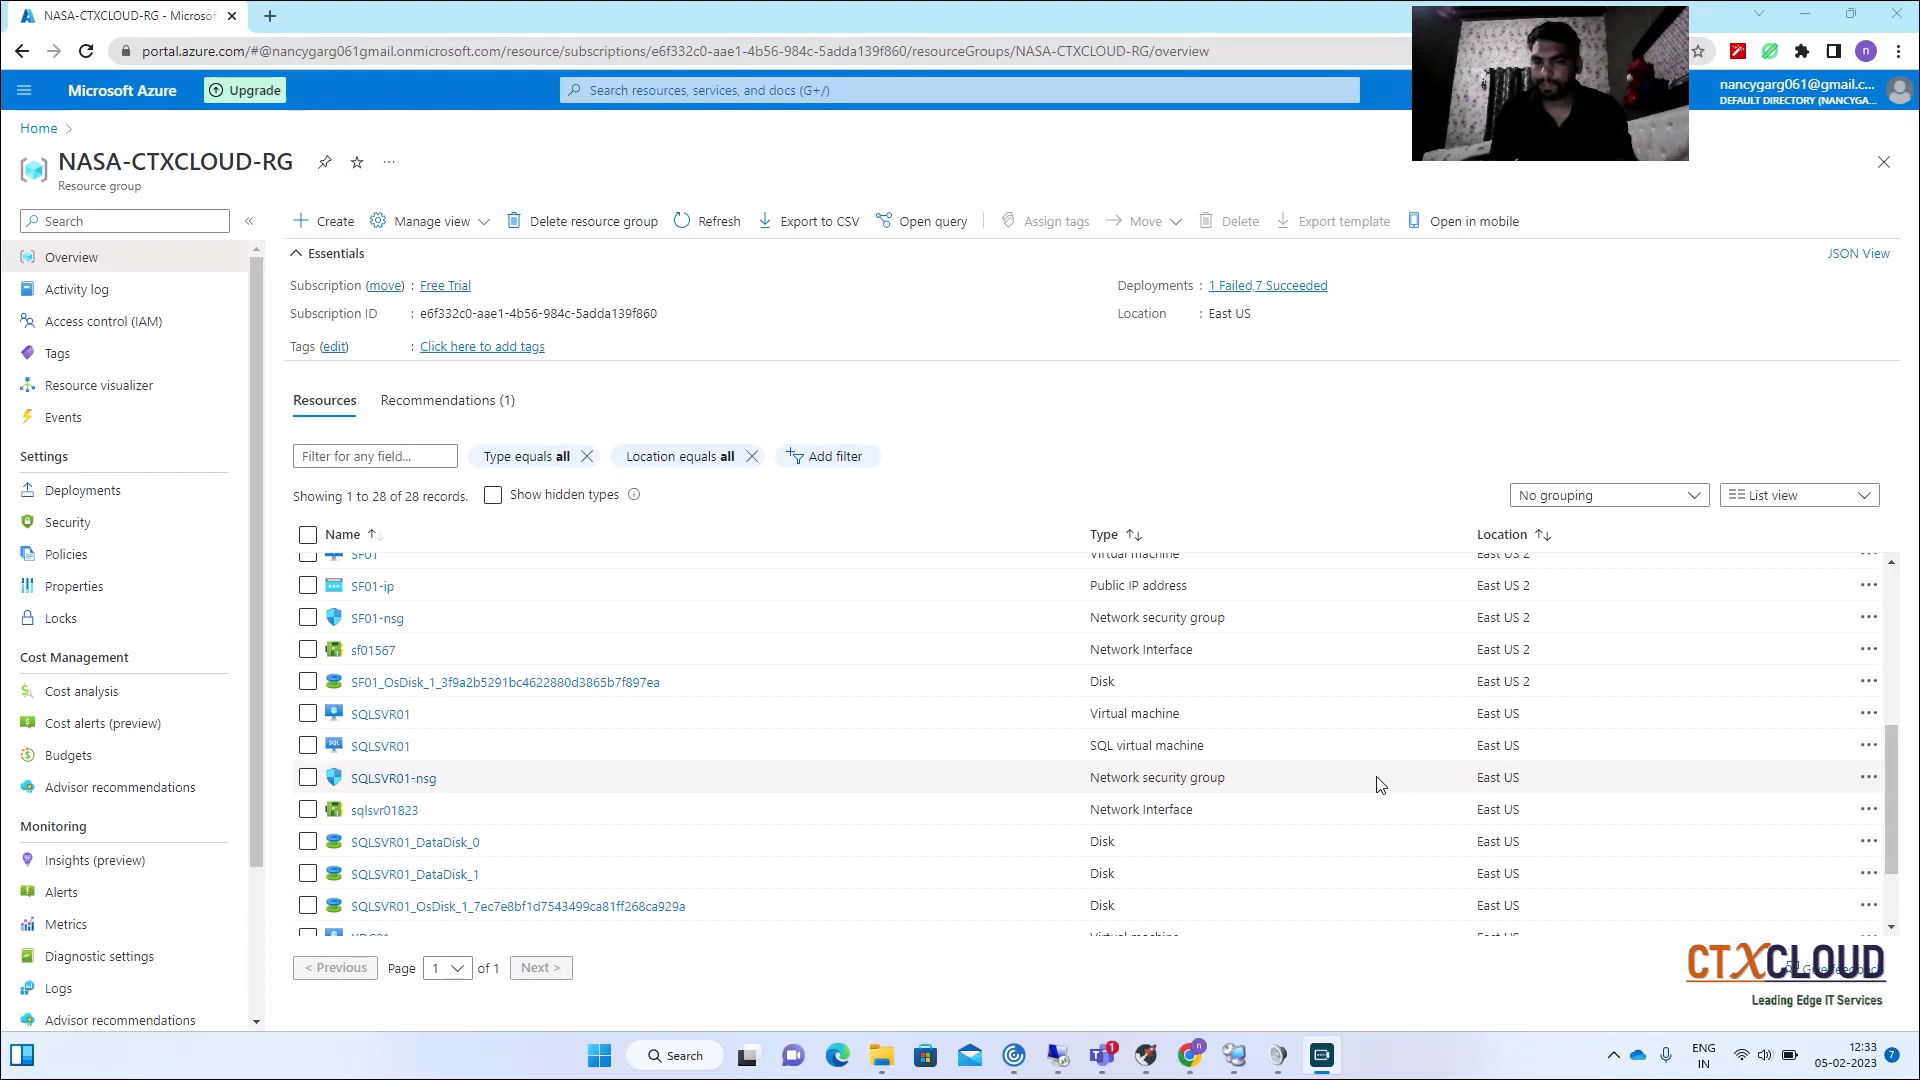 NASA-CTXCLOUD-RG - Microsof
portal.azure.com/#@nancygarg061gmail.onmicrosoft.com/resource/subscriptions/e6f332c0-aae1-4b56-984c-5adda139f860/resourceGroups/NASA-CTXCLOUD-RG/overview
n
Microsoft Azure
Upgrade
Search resources, services, and docs (G+/)
nancygarg061@gmail.c...
DEFAULT DIRECTORY (NANCYGA...
Home
NASA-CTXCLOUD-RG
Resource group
Search
Create
Manage view
Delete resource group
Refresh
Export to CSV
Open query
Assign tags
Move
Delete
Export template
Open in mobile
Overview
Activity log
Access control (IAM)
Tags
Resource visualizer
Events
Settings
Deployments
Security
Policies
Properties
Locks
Cost Management
Cost analysis
Cost alerts (preview)
Budgets
Advisor recommendations
Monitoring
Insights (preview)
Alerts
Metrics
Diagnostic settings
Logs
Advisor recommendations
Essentials
JSON View
Subscription (move) : Free Trial
Deployments : 1 Failed,7 Succeeded
Subscription ID : e6f332c0-aae1-4b56-984c-5adda139f860
Location : East US
Tags (edit) : Click here to add tags
Resources
Recommendations (1)
Filter for any field...
Type equals all
Location equals all
Add filter
Showing 1 to 28 of 28 records.
Show hidden types
No grouping
List view
Name Type Location
SF01 Virtual machine East US 2
SF01-ip Public IP address East US 2
SF01-nsg Network security group East US 2
sf01567 Network Interface East US 2
SF01_OsDisk_1_3f9a2b5291bc4622880d3865b7f897ea Disk East US 2
SQLSVR01 Virtual machine East US
SQLSVR01 SQL virtual machine East US
SQLSVR01-nsg Network security group East US
sqlsvr01823 Network Interface East US
SQLSVR01_DataDisk_0 Disk East US
SQLSVR01_DataDisk_1 Disk East US
SQLSVR01_OsDisk_1_7ec7e8bf1d7543499ca81ff268ca929a Disk East US
Virtual machine East US
< Previous
Page 1 of 1
Next >
CTXCLOUD
Leading Edge IT Services
Search
1
n
ENG
IN
12:33
05-02-2023
7